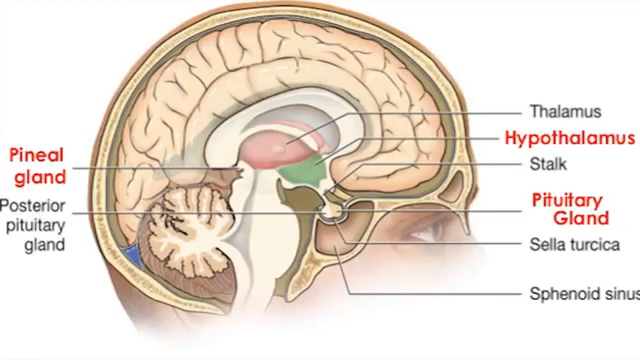 Thalamus
Hypothalamus
Stalk
Pineal
gland
Posterior
pituitary
gland
Pituitary
Gland
Sella turcica
Sphenoid sinus